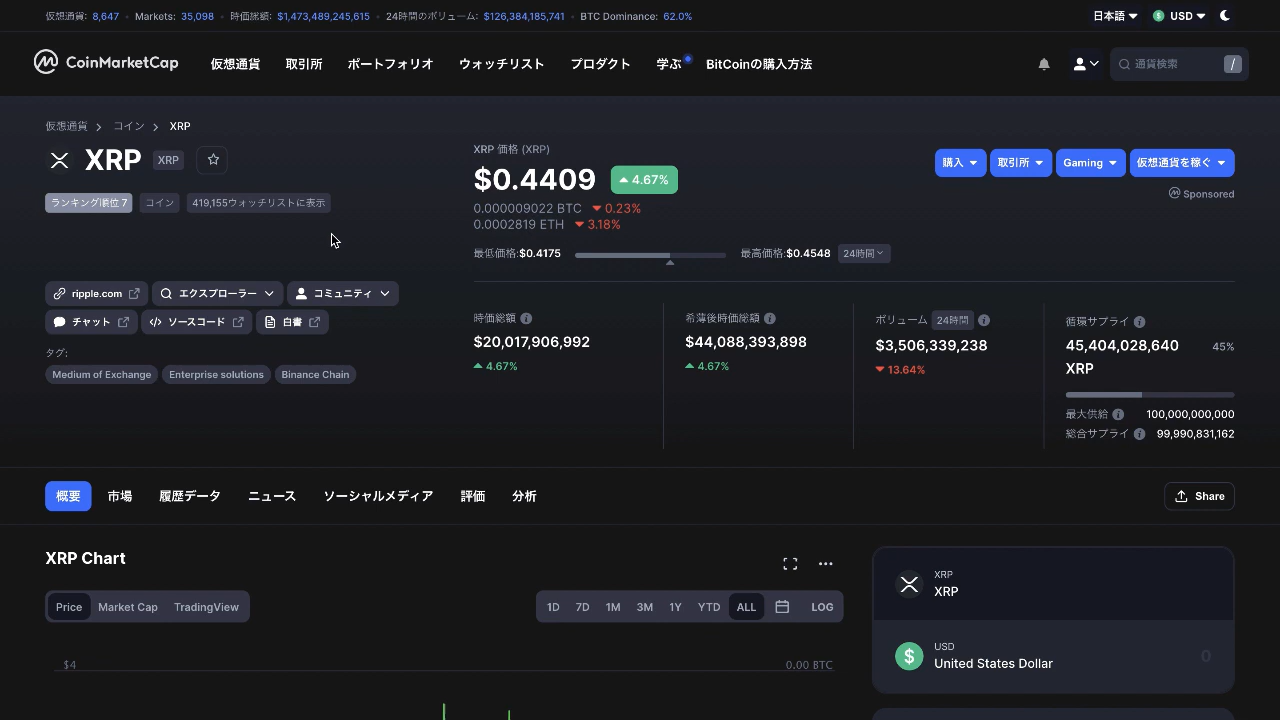 仮想通貨: 8,647 • Markets: 35,098 • 時価総額: $1,473,489,245,615 • 24時間のボリューム: $126,384,185,741 • BTC Dominance: 62.0%
日本語 USD
CoinMarketCap 仮想通貨 取引所 ポートフォリオ ウォッチリスト プロダクト 学ぶ BitCoinの購入方法
通貨検索 /
仮想通貨 > コイン > XRP
XRP XRP
ランキング順位 7 コイン 419,155ウォッチリストに表示
ripple.com エクスプローラー コミュニティ
チャット ソースコード 白書
タグ:
Medium of Exchange Enterprise solutions Binance Chain
XRP 価格 (XRP)
$0.4409 4.67%
0.000009022 BTC 0.23%
0.0002819 ETH 3.18%
最低価格:$0.4175 最高価格:$0.4548 24時間
購入 取引所 Gaming 仮想通貨を稼ぐ
Sponsored
時価総額
$20,017,906,992
4.67%
希薄後時価総額
$44,088,393,898
4.67%
ボリューム 24時間
$3,506,339,238
13.64%
循環サプライ
45,404,028,640 45%
XRP
最大供給 100,000,000,000
総合サプライ 99,990,831,162
概要 市場 履歴データ ニュース ソーシャルメディア 評価 分析 Share
XRP Chart
Price Market Cap TradingView
1D 7D 1M 3M 1Y YTD ALL LOG
$4 0.00 BTC
XRP
XRP
USD
United States Dollar 0